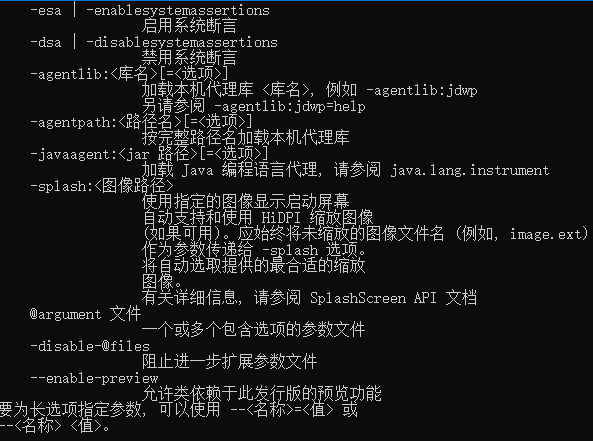 -esa | -enablesystemassertions
启用系统断言
-dsa | -disablesystemassertions
禁用系统断言
-agentlib:<库名>[=<选项>]
加载本机代理库 <库名>, 例如 -agentlib:jdwp
另请参阅 -agentlib:jdwp=help
-agentpath:<路径名>[=<选项>]
按完整路径名加载本机代理库
-javaagent:<jar 路径>[=<选项>]
加载 Java 编程语言代理, 请参阅 java.lang.instrument
-splash:<图像路径>
使用指定的图像显示启动屏幕
自动支持和使用 HiDPI 缩放图像
(如果可用)。应始终将未缩放的图像文件名 (例如, image.ext)
作为参数传递给 -splash 选项。
将自动选取提供的最合适的缩放
图像。
有关详细信息, 请参阅 SplashScreen API 文档
@argument 文件
一个或多个包含选项的参数文件
-disable-@files
阻止进一步扩展参数文件
--enable-preview
允许类依赖于此发行版的预览功能
要为长选项指定参数, 可以使用 --<名称>=<值> 或
--<名称> <值>。